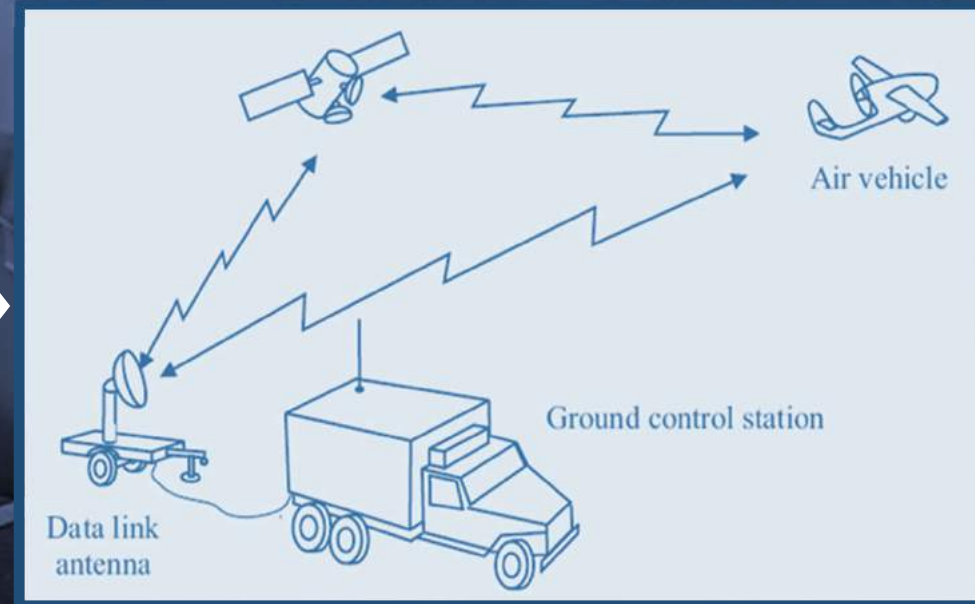 Air vehicle
Ground control station
Data link
antenna